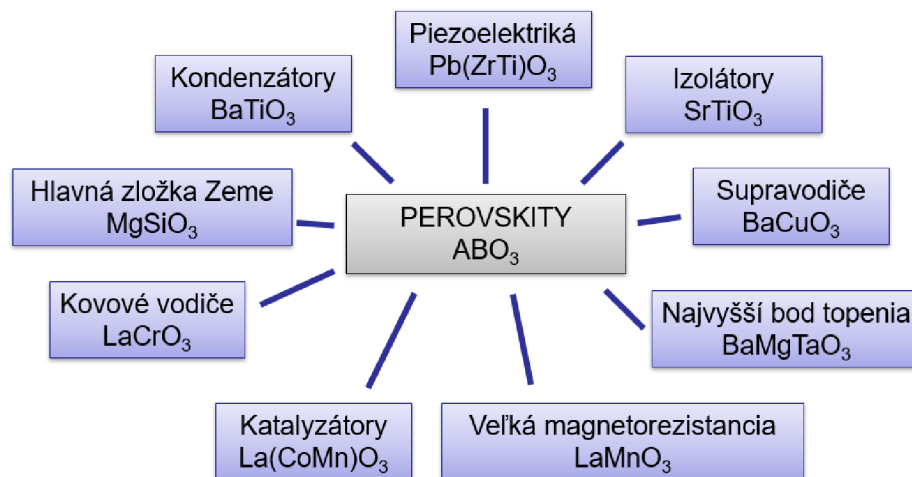 Piezoelektriká
Pb(ZrTi)O₃
Kondenzátory
BaTiO₃
Izolátory
SrTiO₃
Hlavná zložka Zeme
MgSiO₃
PEROVSKITY
ABO₃
Supravodiče
BaCuO₃
Kovové vodiče
LaCrO₃
Najvyšší bod topenia
BaMgTaO₃
Katalyzátory
La(CoMn)O₃
Veľká magnetorezistancia
LaMnO₃